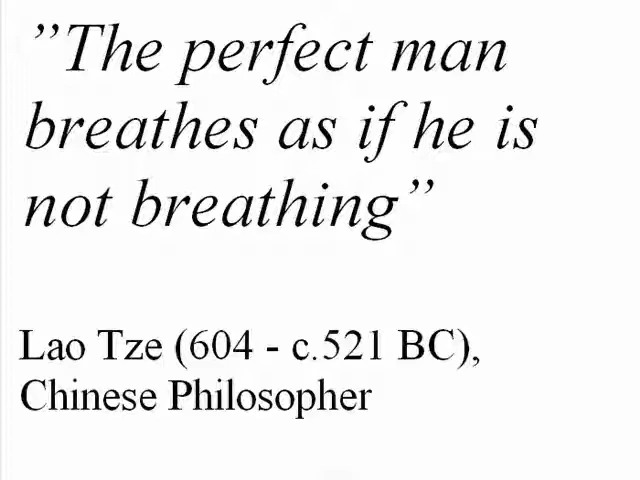 ”The perfect man
breathes as if he is
not breathing”
Lao Tze (604 - c.521 BC),
Chinese Philosopher